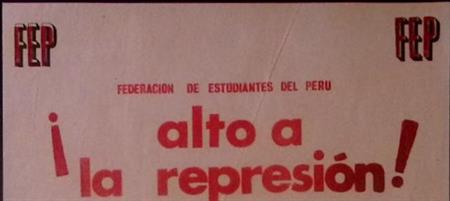 FEP FEP
FEDERACION DE ESTUDIANTES DEL PERU
¡alto a
la represión!